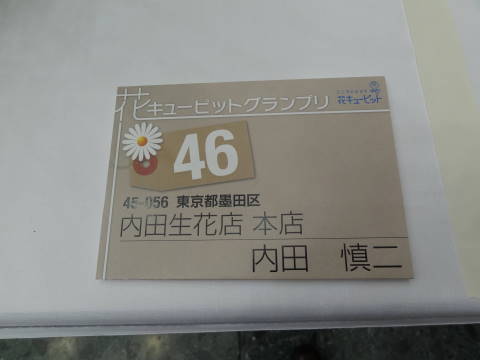 花キューピットグランプリ
花キューピット
46
45-056 東京都墨田区
内田生花店 本店
内田 慎二